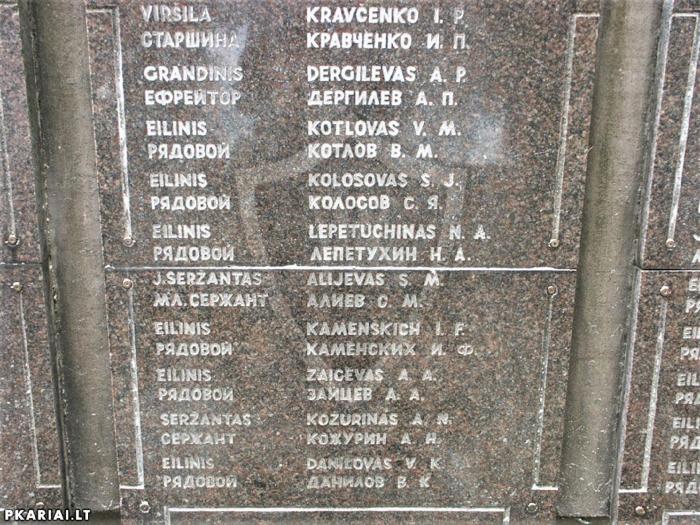 VIRŠILA KRAVČENKO I. P.
СТАРШИНА КРАВЧЕНКО И. П.
GRANDINIS DERGILEVAS A. P.
ЕФРЕЙТОР ДЕРГИЛЕВ А. П.
EILINIS KOTLOVAS V. M.
РЯДОВОЙ КОТЛОВ В. М.
EILINIS KOLOSOVAS S. J.
РЯДОВОЙ КОЛОСОВ С. Я.
EILINIS LEPETUCHINAS N. A.
РЯДОВОЙ ЛЕПЕТУХИН Н. А.
J. SERŽANTAS ALIJEVAS S. M.
МЛ. СЕРЖАНТ АЛИЕВ С. М.
EILINIS KAMENSKICH I. F.
РЯДОВОЙ КАМЕНСКИХ И. Ф.
EILINIS ZAICEVAS A. A.
РЯДОВОЙ ЗАЙЦЕВ А. А.
SERŽANTAS KOŽURINAS A. N.
СЕРЖАНТ КОЖУРИН А. Н.
EILINIS DANILOVAS V. K.
РЯДОВОЙ ДАНИЛОВ В. К.
PKARIAI.LT